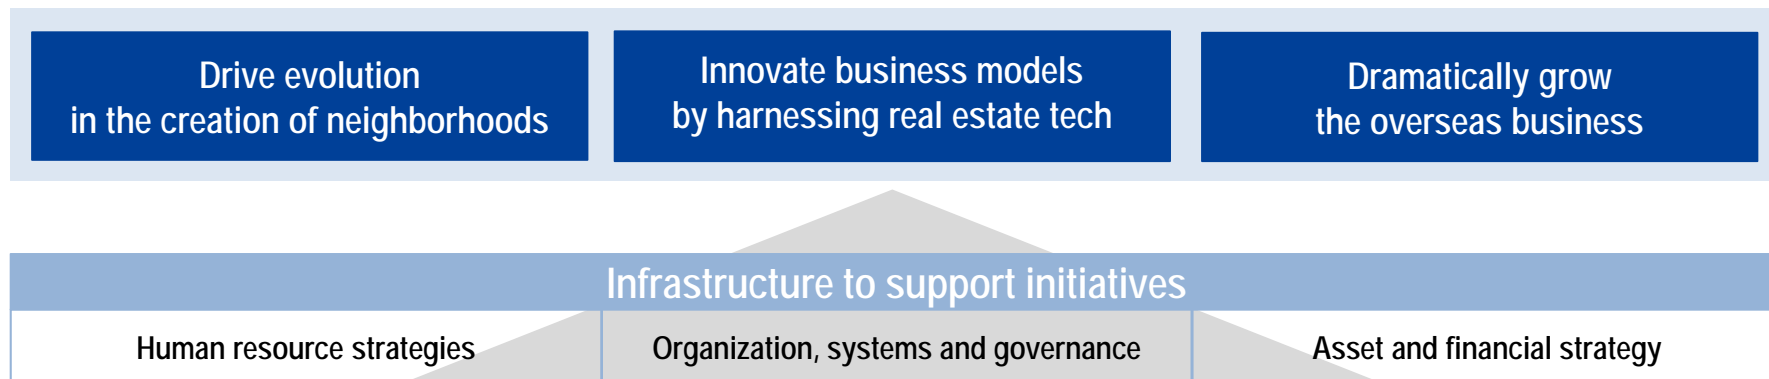 Drive evolution
in the creation of neighborhoods
Innovate business models
by harnessing real estate tech
Dramatically grow
the overseas business
Infrastructure to support initiatives
Human resource strategies
Organization, systems and governance
Asset and financial strategy